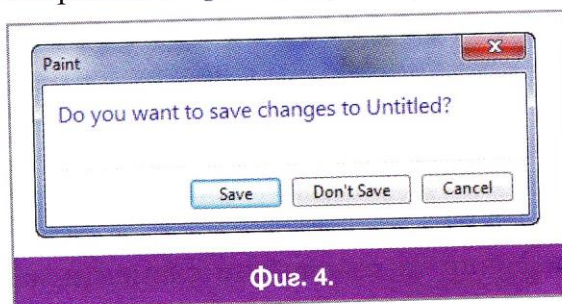 Paint
Do you want to save changes to Untitled?
Save Don't Save Cancel
Фиг. 4.